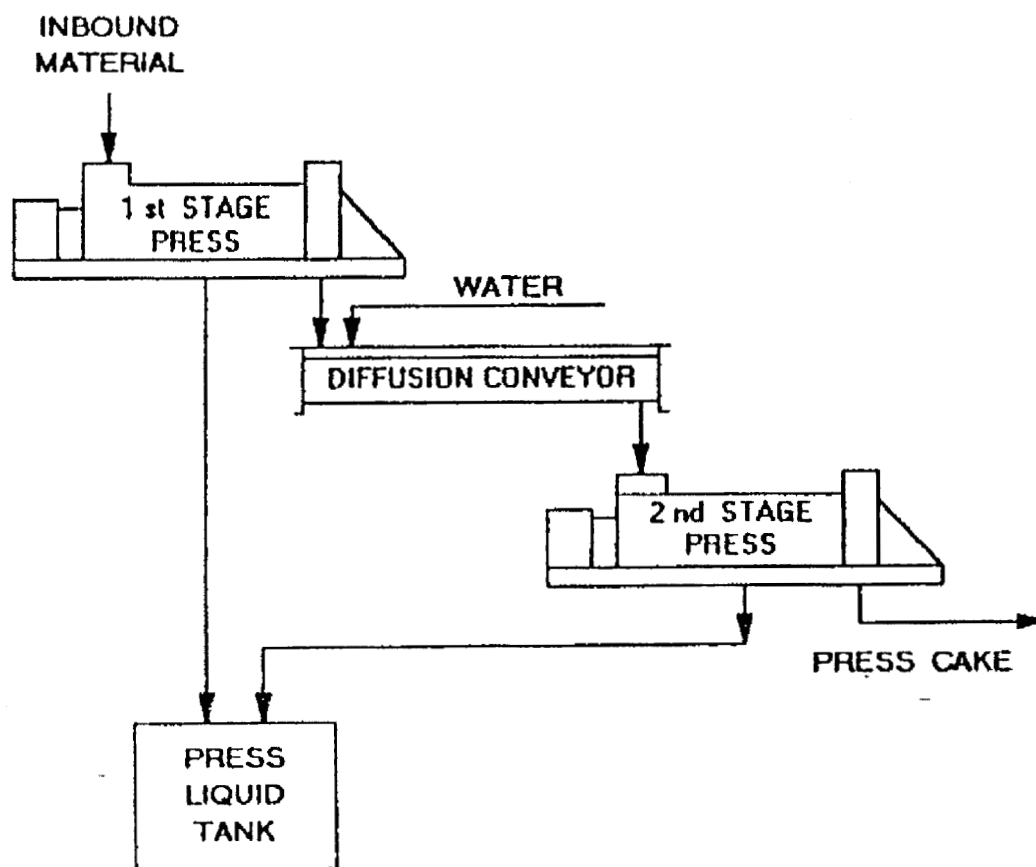 INBOUND
MATERIAL
1 st STAGE
PRESS
WATER
DIFFUSION CONVEYOR
2 nd STAGE
PRESS
PRESS CAKE
PRESS
LIQUID
TANK